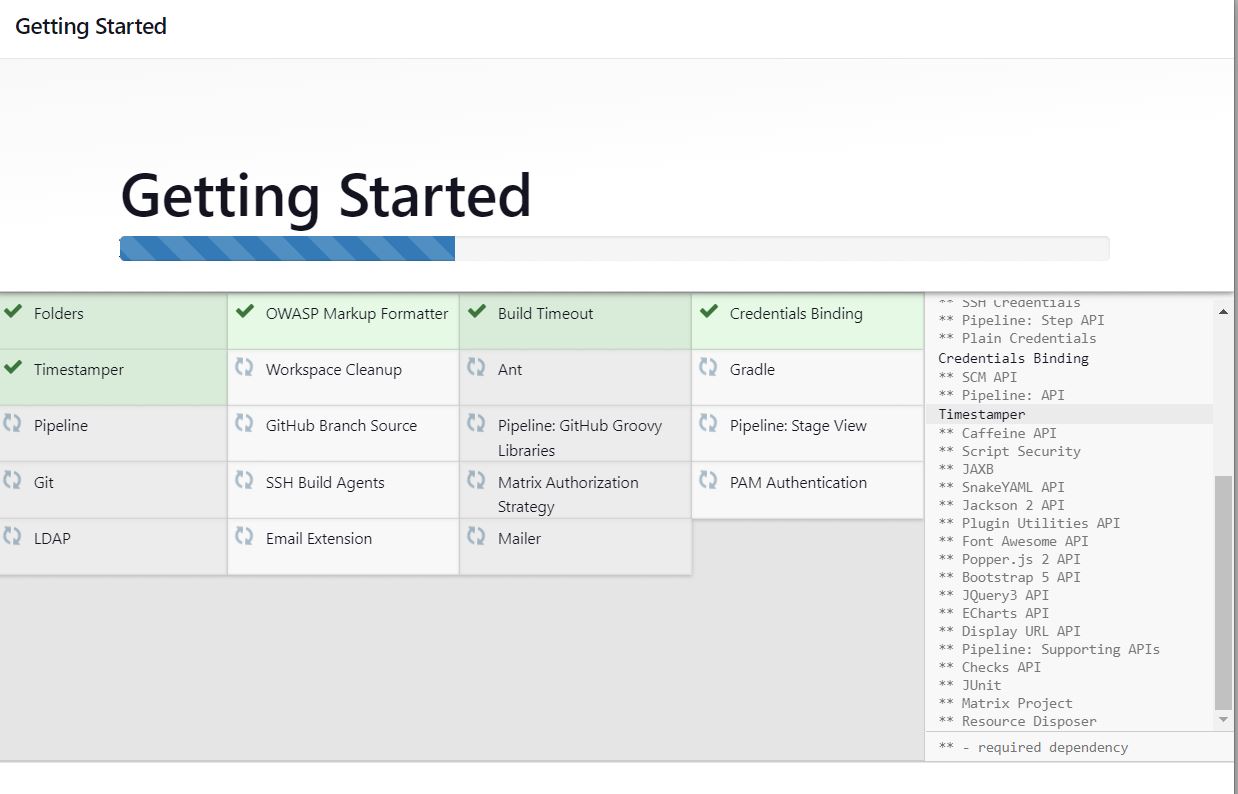 Getting Started
Getting Started
Folders
OWASP Markup Formatter
Build Timeout
Credentials Binding
Timestamper
Workspace Cleanup
Ant
Gradle
Pipeline
GitHub Branch Source
Pipeline: GitHub Groovy
Libraries
Pipeline: Stage View
Git
SSH Build Agents
Matrix Authorization
Strategy
PAM Authentication
LDAP
Email Extension
Mailer
** SSH Credentials
** Pipeline: Step API
** Plain Credentials
Credentials Binding
** SCM API
** Pipeline: API
Timestamper
** Caffeine API
** Script Security
** JAXB
** SnakeYAML API
** Jackson 2 API
** Plugin Utilities API
** Font Awesome API
** Popper.js 2 API
** Bootstrap 5 API
** JQuery3 API
** ECharts API
** Display URL API
** Pipeline: Supporting APIs
** Checks API
** JUnit
** Matrix Project
** Resource Disposer
** - required dependency